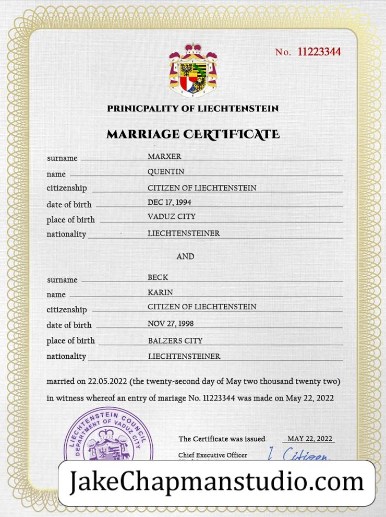 No. 11223344
PRINICPALITY OF LIECHTENSTEIN
MARRIAGE CERTIFICATE
surname MARXER
name QUENTIN
citizenship CITIZEN OF LIECHTENSTEIN
date of birth DEC 17, 1994
place of birth VADUZ CITY
nationality LIECHTENSTEINER
AND
surname BECK
name KARIN
citizenship CITIZEN OF LIECHTENSTEIN
date of birth NOV 27, 1998
place of birth BALZERS CITY
nationality LIECHTENSTEINER
married on 22.05.2022 (the twenty-second day of May two thousand twenty two)
in witness whereof an entry of mariage No. 11223344 was made on May 22, 2022
LIECHTENSTEIN COUNCIL
DEPARTMENT OF VADUZ CITY
The Certificate was issued MAY 22, 2022
Chief Executive Officer
JakeChapmanstudio.com